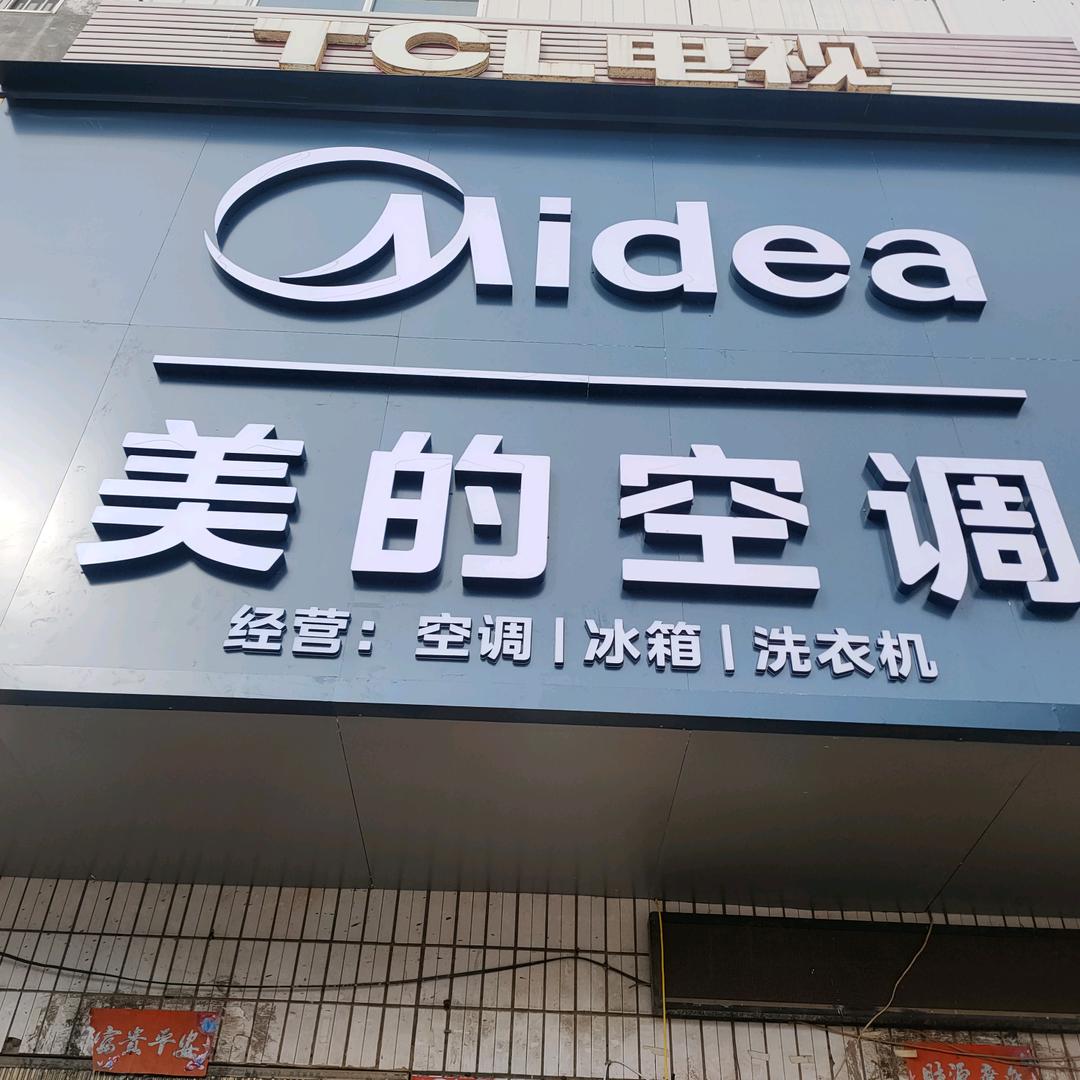 TCL电视
Midea
美的空调
经营：空调|冰箱|洗衣机
富贵平安